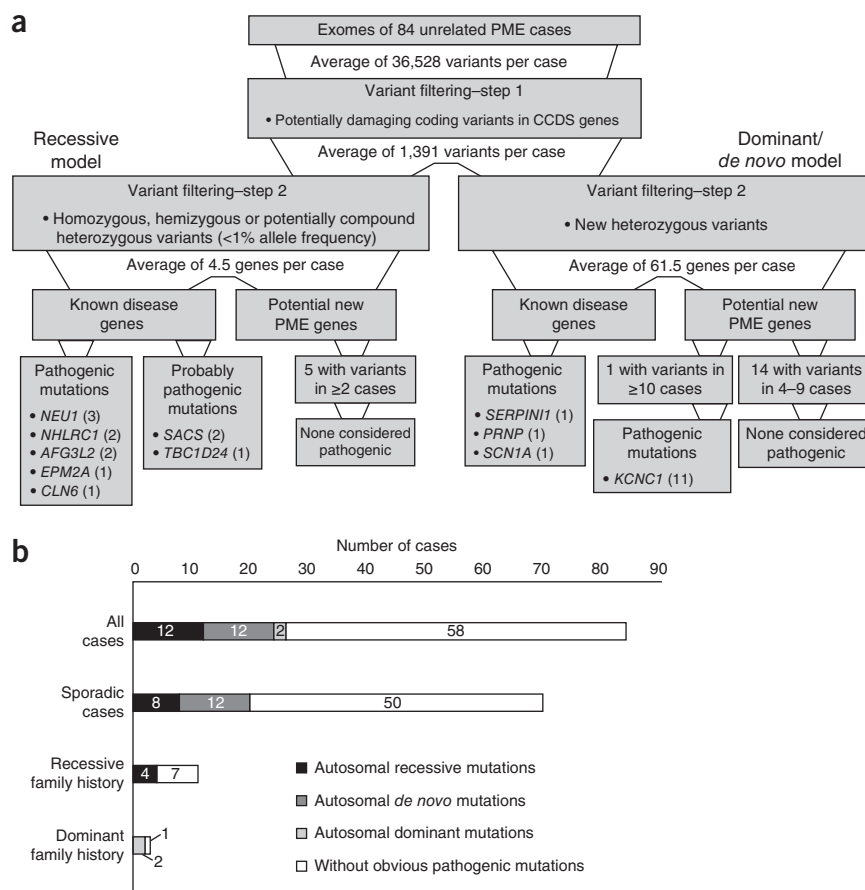 a
Exomes of 84 unrelated PME cases
Average of 36,528 variants per case
Variant filtering–step 1
• Potentially damaging coding variants in CCDS genes
Recessive
model
Average of 1,391 variants per case
Dominant/
de novo model
Variant filtering–step 2
• Homozygous, hemizygous or potentially compound
heterozygous variants (<1% allele frequency)
Variant filtering–step 2
• New heterozygous variants
Average of 4.5 genes per case
Average of 61.5 genes per case
Known disease
genes
Potential new
PME genes
Known disease
genes
Potential new
PME genes
Pathogenic
mutations
• NEU1 (3)
• NHLRC1 (2)
• AFG3L2 (2)
• EPM2A (1)
• CLN6 (1)
Probably
pathogenic
mutations
• SACS (2)
• TBC1D24 (1)
5 with variants
in ≥2 cases
None considered
pathogenic
Pathogenic
mutations
• SERPINI1 (1)
• PRNP (1)
• SCN1A (1)
1 with variants in
≥10 cases
Pathogenic
mutations
• KCNC1 (11)
14 with variants
in 4–9 cases
None considered
pathogenic
b
Number of cases
0 10 20 30 40 50 60 70 80 90
All
cases
12 12 2 58
Sporadic
cases
8 12 50
Recessive
family history
4 7
Dominant
family history
1
2
Autosomal recessive mutations
Autosomal de novo mutations
Autosomal dominant mutations
Without obvious pathogenic mutations